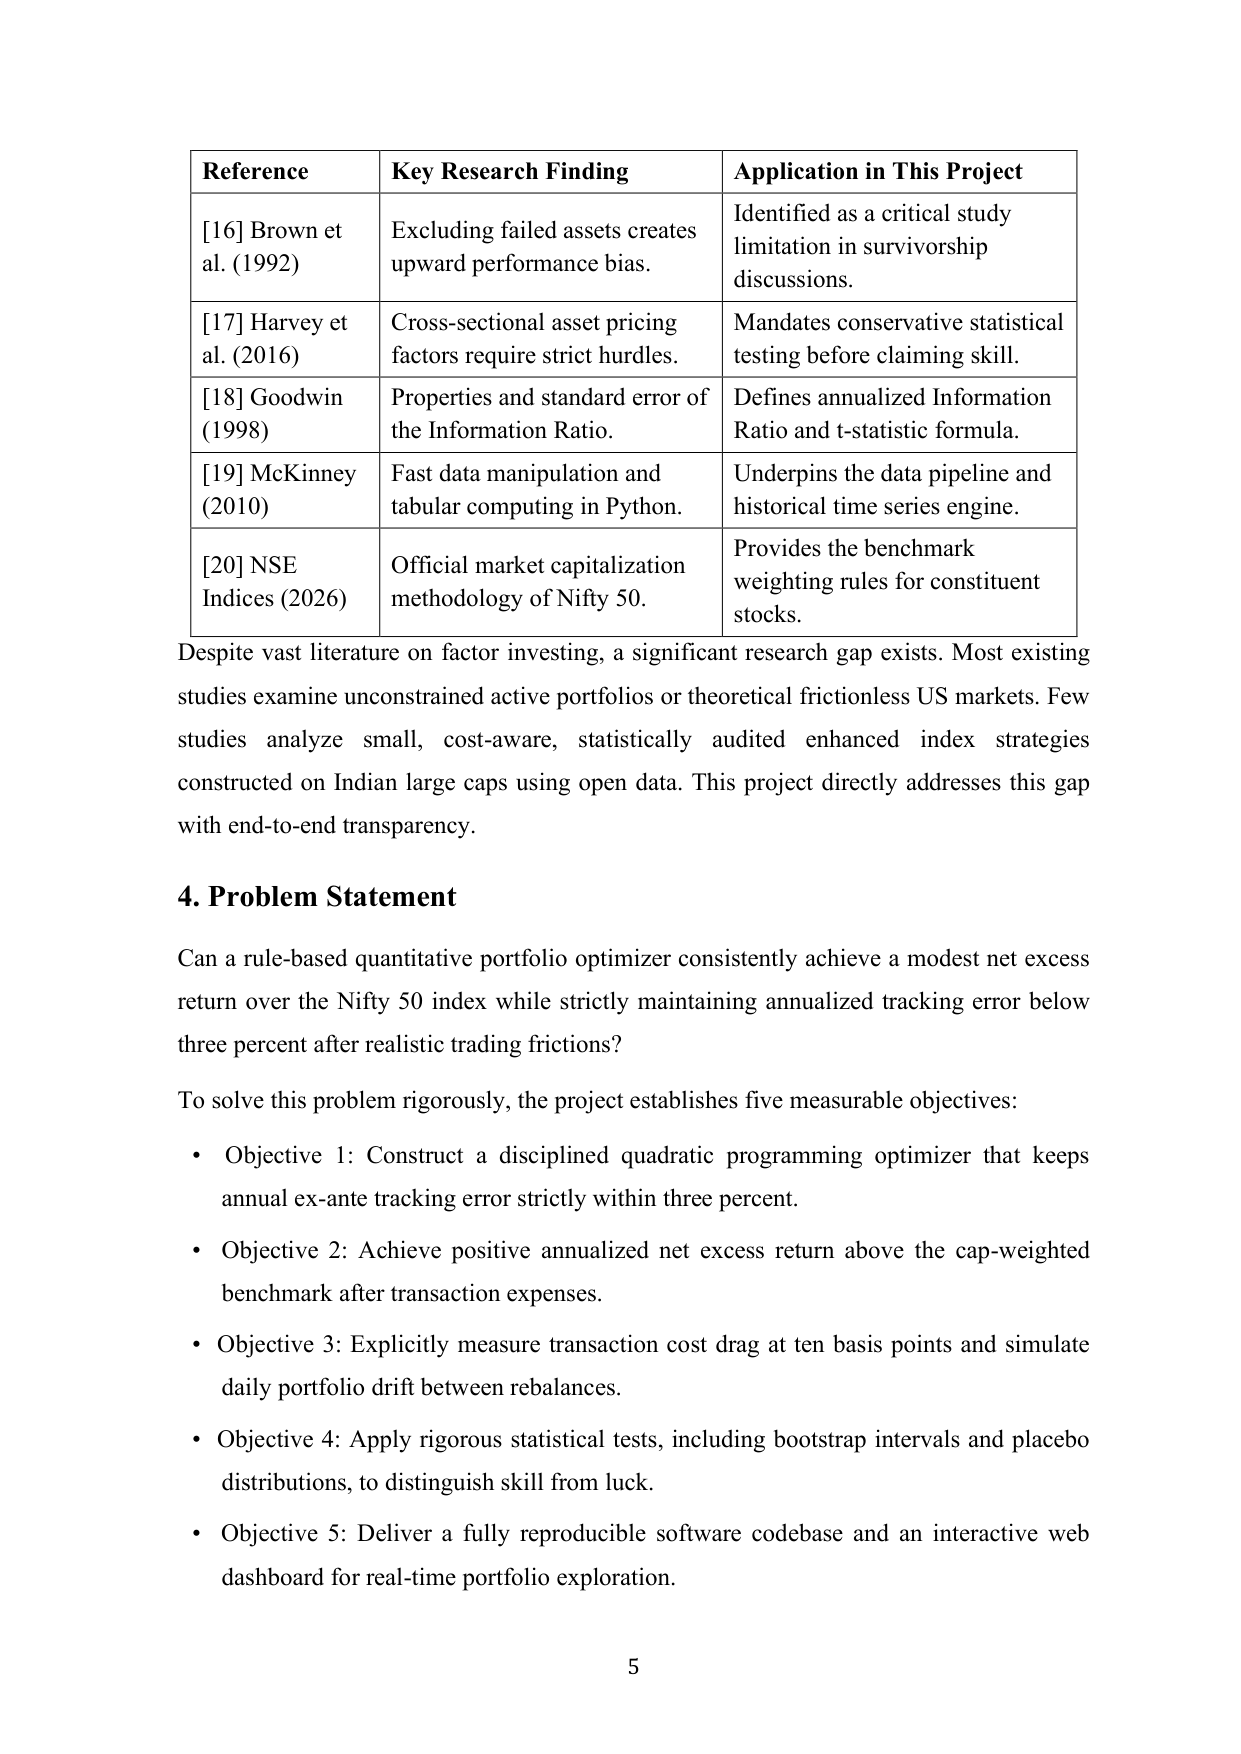 Reference Key Research Finding Application in This Project
[16] Brown et al. (1992)
Excluding failed assets creates upward performance bias.
Identified as a critical study limitation in survivorship discussions.
[17] Harvey et al. (2016)
Cross-sectional asset pricing factors require strict hurdles.
Mandates conservative statistical testing before claiming skill.
[18] Goodwin (1998)
Properties and standard error of the Information Ratio.
Defines annualized Information Ratio and t-statistic formula.
[19] McKinney (2010)
Fast data manipulation and tabular computing in Python.
Underpins the data pipeline and historical time series engine.
[20] NSE Indices (2026)
Official market capitalization methodology of Nifty 50.
Provides the benchmark weighting rules for constituent stocks.
Despite vast literature on factor investing, a significant research gap exists. Most existing
studies examine unconstrained active portfolios or theoretical frictionless US markets. Few
studies analyze small, cost-aware, statistically audited enhanced index strategies
constructed on Indian large caps using open data. This project directly addresses this gap
with end-to-end transparency.
4. Problem Statement
Can a rule-based quantitative portfolio optimizer consistently achieve a modest net excess
return over the Nifty 50 index while strictly maintaining annualized tracking error below
three percent after realistic trading frictions?
To solve this problem rigorously, the project establishes five measurable objectives:
• Objective 1: Construct a disciplined quadratic programming optimizer that keeps
annual ex-ante tracking error strictly within three percent.
• Objective 2: Achieve positive annualized net excess return above the cap-weighted
benchmark after transaction expenses.
• Objective 3: Explicitly measure transaction cost drag at ten basis points and simulate
daily portfolio drift between rebalances.
• Objective 4: Apply rigorous statistical tests, including bootstrap intervals and placebo
distributions, to distinguish skill from luck.
• Objective 5: Deliver a fully reproducible software codebase and an interactive web
dashboard for real-time portfolio exploration.
5